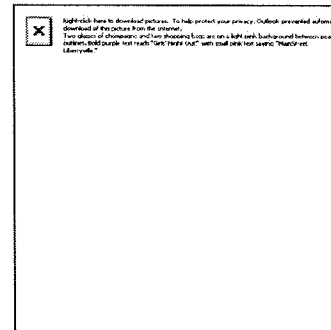 Right-click here to download pictures. To help protect your privacy, Outlook prevented autom
download of this picture from the Internet.
Two glasses of champagne and two shopping bags are on a light pink background between
outlines. Bold purple text reads "Girls' Night Out" with small pink text saying "MainStreet
Libertyville."